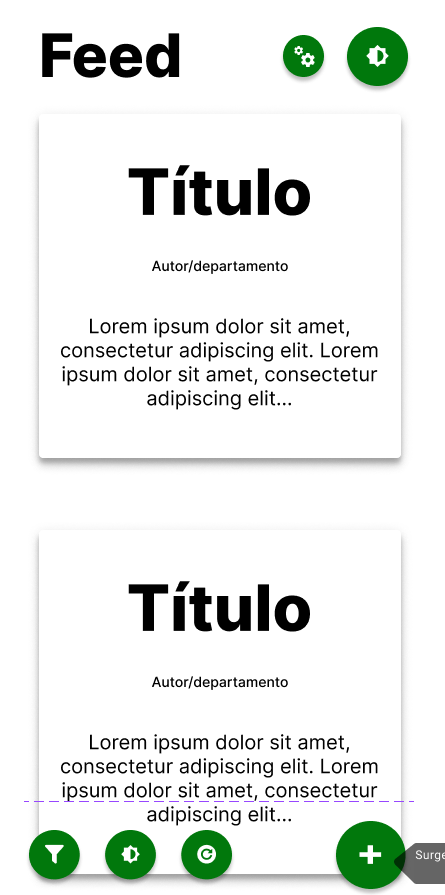 Feed
Título
Autor/departamento
Lorem ipsum dolor sit amet,
consectetur adipiscing elit. Lorem
ipsum dolor sit amet, consectetur
adipiscing elit...
Título
Autor/departamento
Lorem ipsum dolor sit amet,
consectetur adipiscing elit. Lorem
ipsum dolor sit amet, consectetur
adipiscing elit...